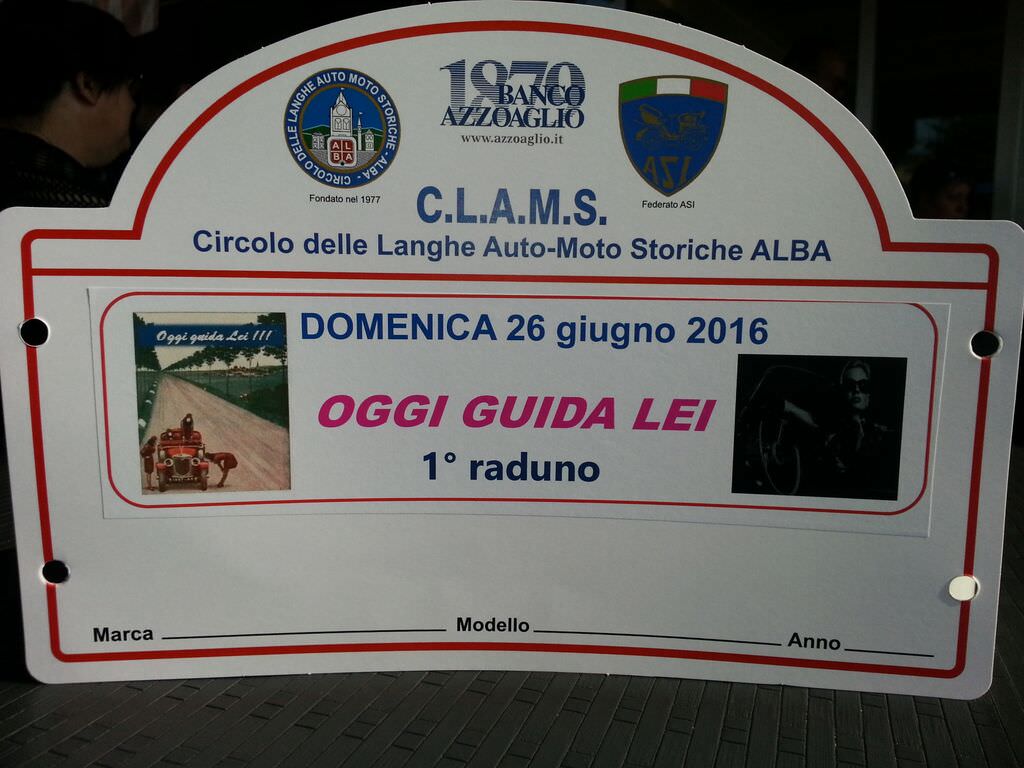 CIRCOLO DELLE LANGHE AUTO MOTO STORICHE - ALBA -
ALBA
Fondato nel 1977
1879
BANCO
AZZOAGLIO
www.azzoaglio.it
ASI
Federato ASI
C.L.A.M.S.
Circolo delle Langhe Auto-Moto Storiche ALBA
Oggi guida Lei !!!
DOMENICA 26 giugno 2016
OGGI GUIDA LEI
1° raduno
Marca Modello Anno